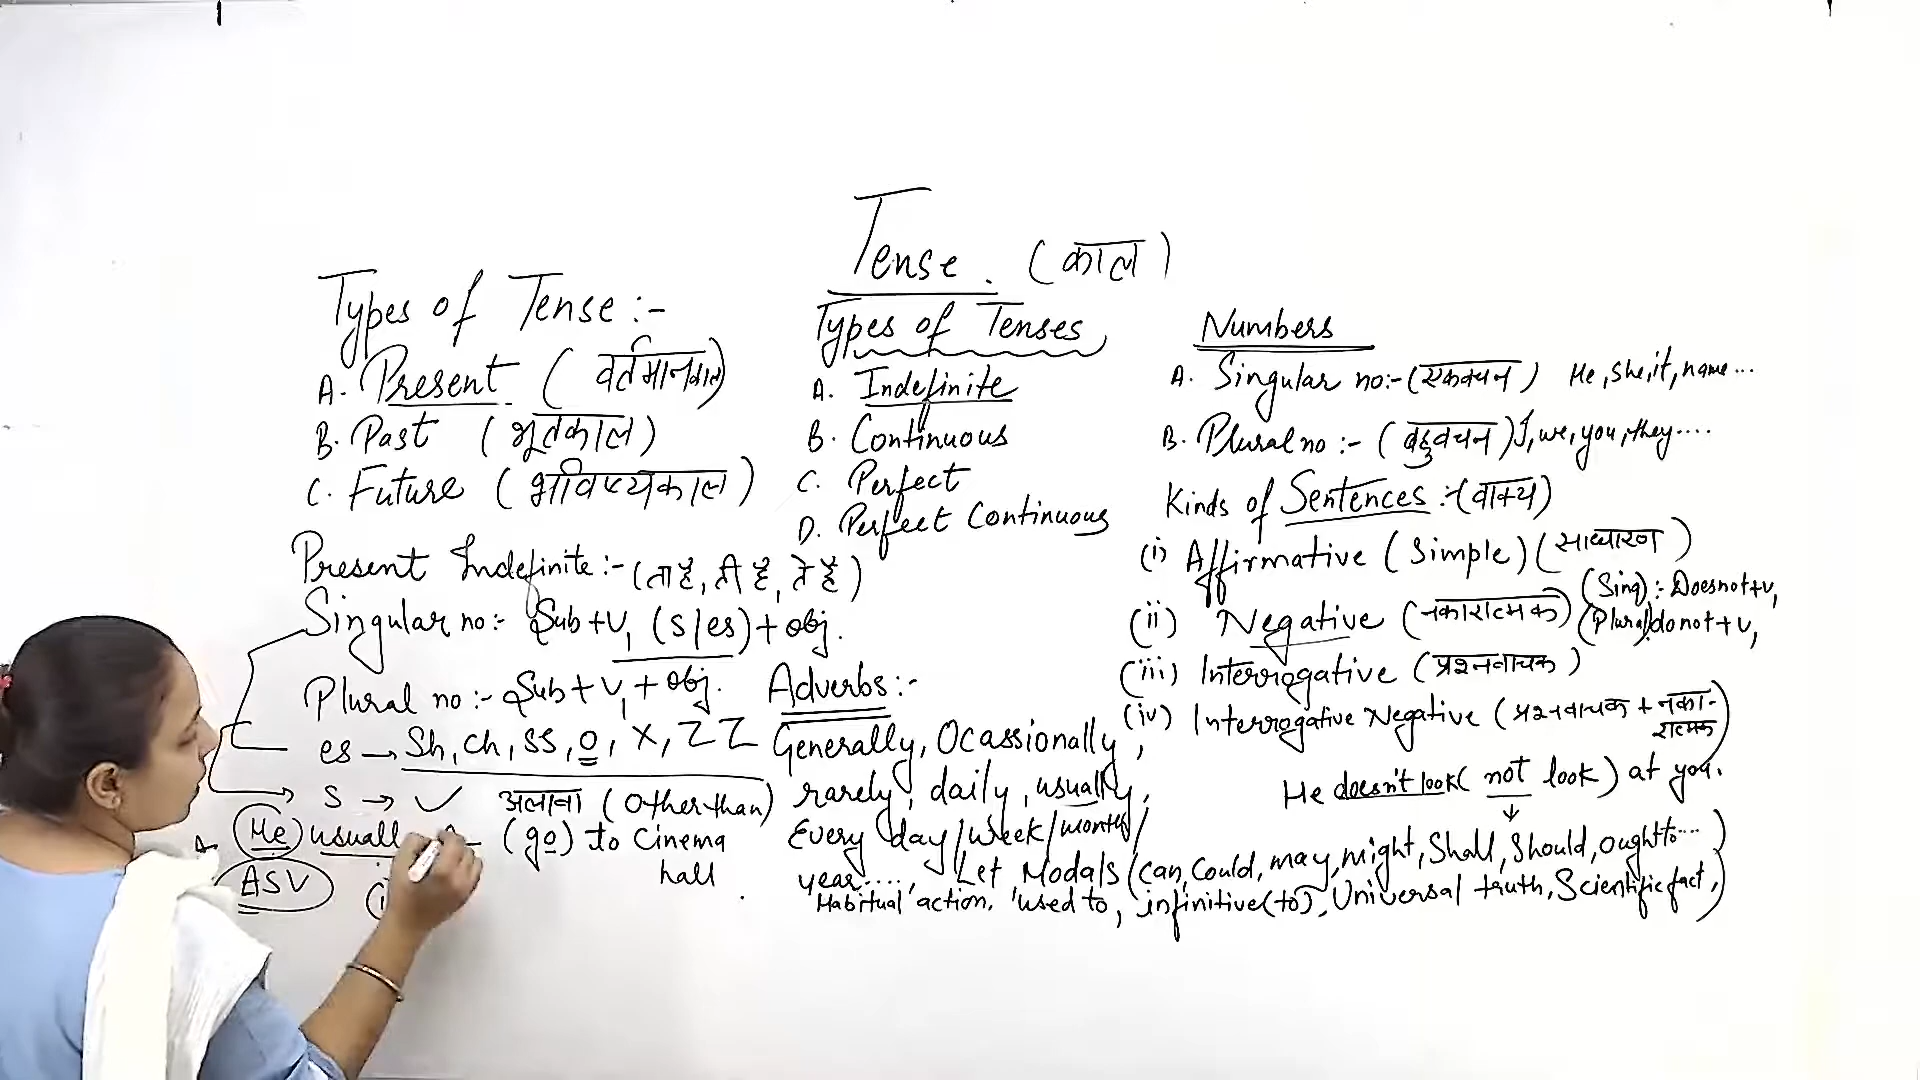 Tense. (काल)
Types of Tense:-
A. Present (वर्तमानकाल)
B. Past (भूतकाल)
C. Future (भविष्यकाल)
Present Indefinite:- (ता है, ती है, ते हैं)
Singular no:- Sub+V₁ (s/es)+obj.
Plural no:- Sub+V₁+obj.
es → Sh, ch, ss, o, x, zz
s → ✓ अलावा (Other than)
He usually (go) to Cinema
hall.
ASV
Types of Tenses
A. Indefinite
B. Continuous
C. Perfect
D. Perfect Continuous
Adverbs:-
Generally, Ocassionally,
rarely, daily, usually,
Every day/week/month/
year....,
Numbers
A. Singular no:- (एकवचन) He, she, it, name...
B. Plural no:- (बहुवचन) I, we, you, they....
Kinds of Sentences:-(वाक्य)
(i) Affirmative (Simple) (साधारण)
(ii) Negative (नकारात्मक) (Sing): Doesnot+V₁
(Plural) donot+V₁
(iii) Interrogative (प्रश्नवाचक)
(iv) Interrogative Negative (प्रश्नवाचक + नका-
रात्मक)
He doesn't look (not look) at you.
↓
Let Modals (can, Could, may, might, Shall, Should, ought to...)
Habitual action, 'used to, infinitive(to), Universal truth, Scientific fact,